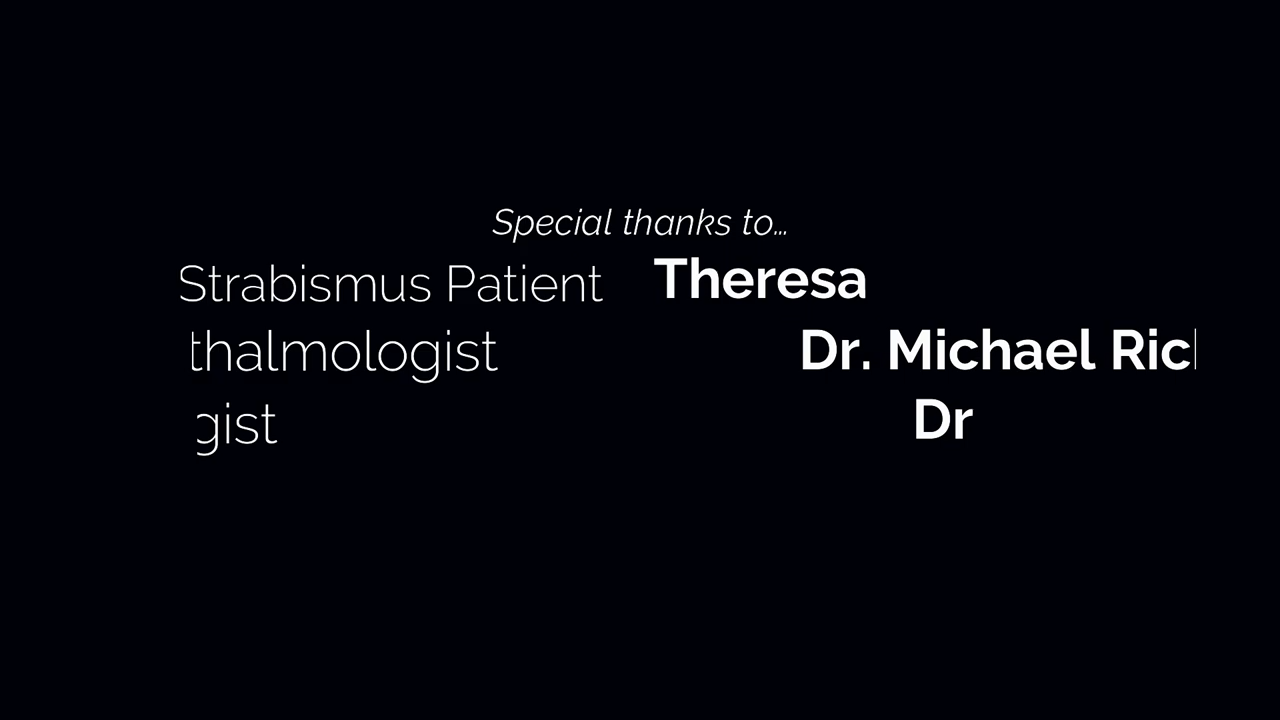 Special thanks to…
Strabismus Patient Theresa
thalmologist Dr. Michael Ric
gist Dr